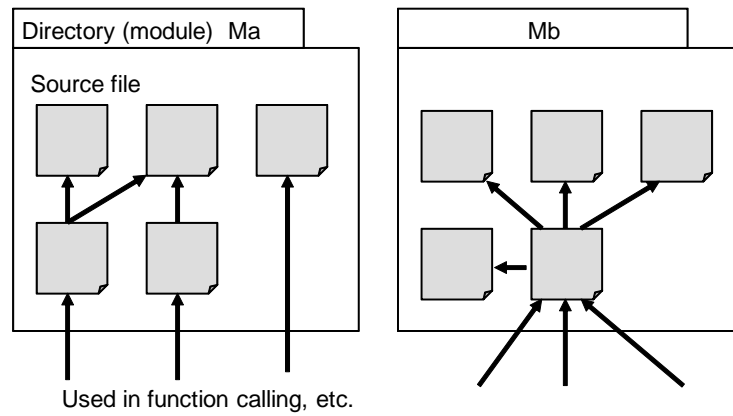 Directory (module)  Ma
Mb
Source file
Used in function calling, etc.